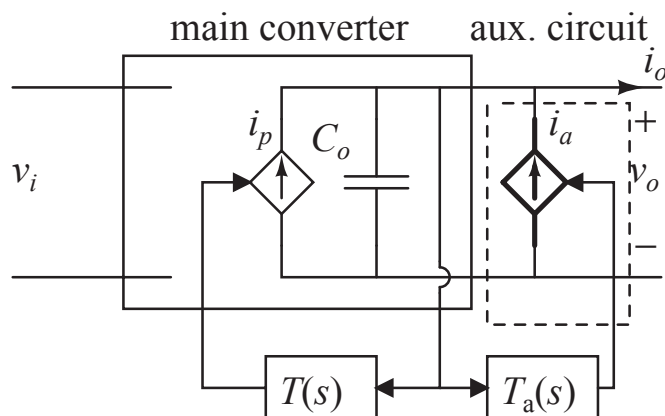 main converter aux. circuit
i_o
i_p C_o i_a +
v_i v_o
−
T(s) T_a(s)